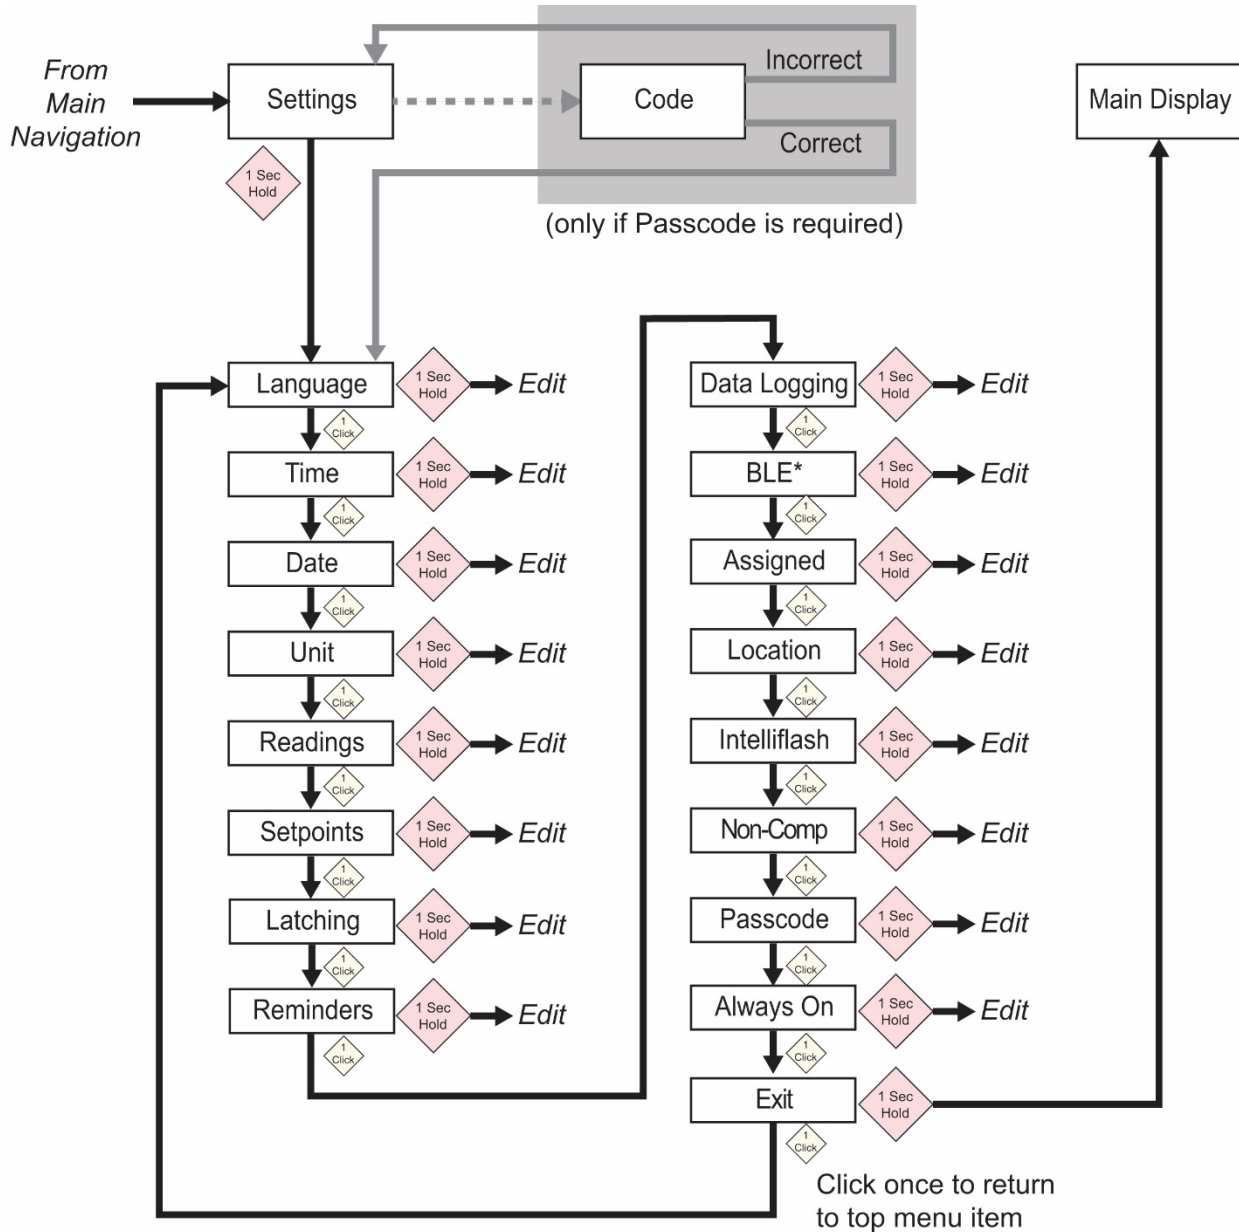 From
Main
Navigation
Settings
Code
Incorrect
Correct
Main Display
1 Sec
Hold
(only if Passcode is required)
Language
1 Sec
Hold
Edit
1
Click
Time
1 Sec
Hold
Edit
1
Click
Date
1 Sec
Hold
Edit
1
Click
Unit
1 Sec
Hold
Edit
1
Click
Readings
1 Sec
Hold
Edit
1
Click
Setpoints
1 Sec
Hold
Edit
1
Click
Latching
1 Sec
Hold
Edit
1
Click
Reminders
1 Sec
Hold
Edit
1
Click
Data Logging
1 Sec
Hold
Edit
1
Click
BLE*
1 Sec
Hold
Edit
1
Click
Assigned
1 Sec
Hold
Edit
1
Click
Location
1 Sec
Hold
Edit
1
Click
Intelliflash
1 Sec
Hold
Edit
1
Click
Non-Comp
1 Sec
Hold
Edit
1
Click
Passcode
1 Sec
Hold
Edit
1
Click
Always On
1 Sec
Hold
Edit
1
Click
Exit
1 Sec
Hold
1
Click
Click once to return
to top menu item